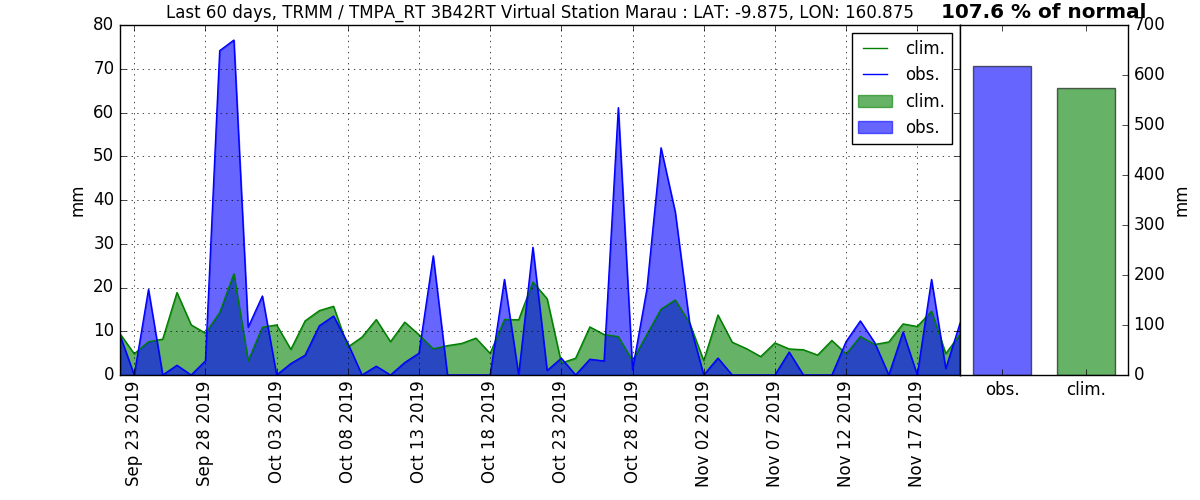 Last 60 days, TRMM / TMPA_RT 3B42RT Virtual Station Marau : LAT: -9.875, LON: 160.875
107.6 % of normal
80
70
60
50
40
30
20
10
0
mm
clim.
obs.
clim.
obs.
700
600
500
400
300
200
100
0
mm
obs.
clim.
Sep 23 2019
Sep 28 2019
Oct 03 2019
Oct 08 2019
Oct 13 2019
Oct 18 2019
Oct 23 2019
Oct 28 2019
Nov 02 2019
Nov 07 2019
Nov 12 2019
Nov 17 2019